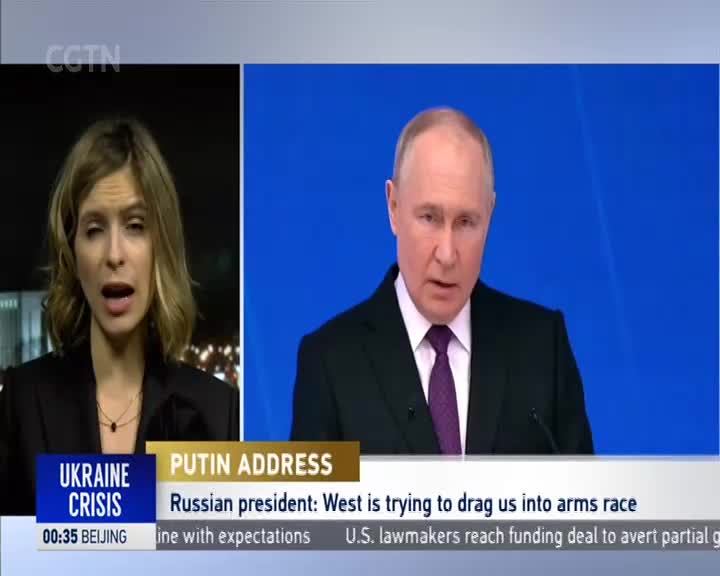 CGTN
PUTIN ADDRESS
UKRAINE
CRISIS
Russian president: West is trying to drag us into arms race
00:35 BEIJING
ine with expectations U.S. lawmakers reach funding deal to avert partial g